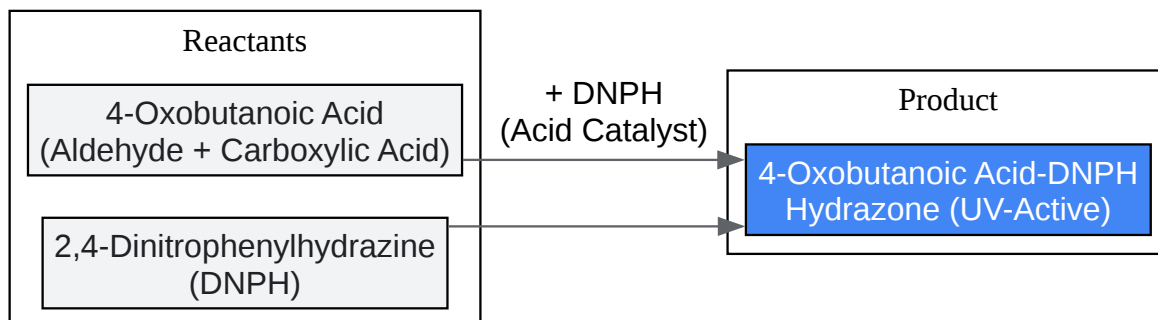 Reactants
4-Oxobutanoic Acid
(Aldehyde + Carboxylic Acid)
2,4-Dinitrophenylhydrazine
(DNPH)
+ DNPH
(Acid Catalyst)
Product
4-Oxobutanoic Acid-DNPH
Hydrazone (UV-Active)